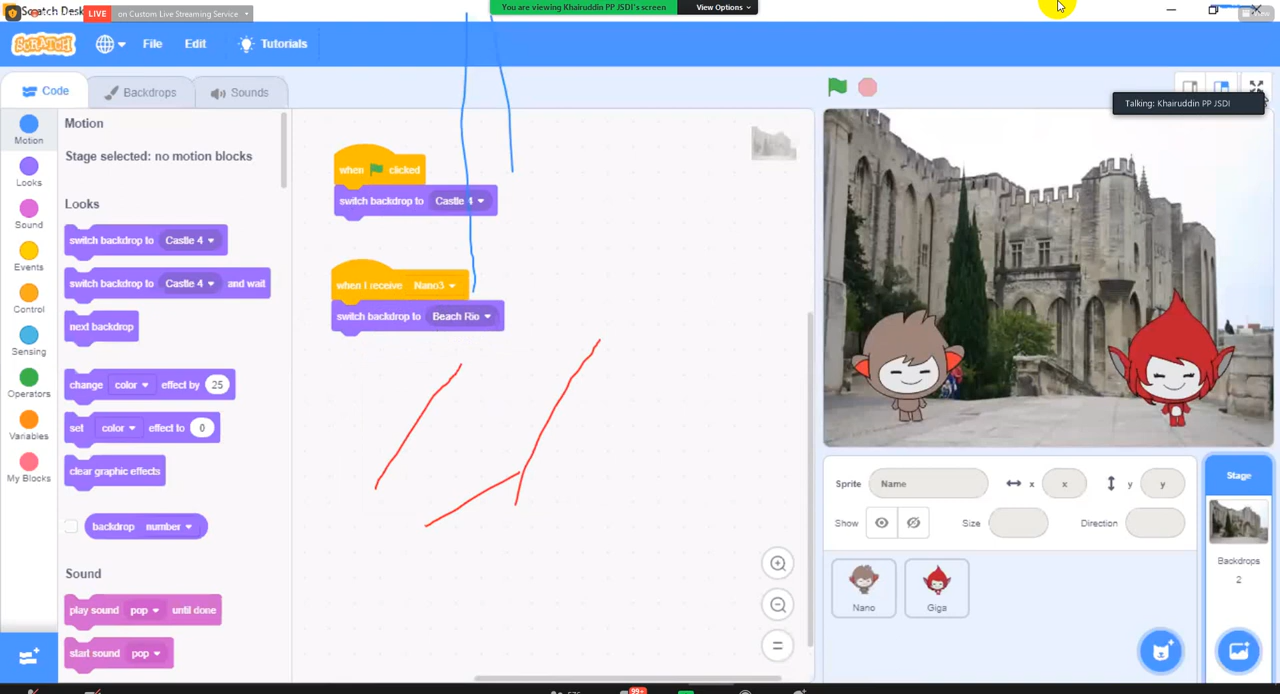 Scratch Desk
LIVE on Custom Live Streaming Service
You are viewing Khairuddin PP JSDI's screen
View Options
View
SCRATCH
File
Edit
Tutorials
Code
Backdrops
Sounds
Talking: Khairuddin PP JSDI
Motion
Looks
Sound
Events
Control
Sensing
Operators
Variables
My Blocks
Motion
Stage selected: no motion blocks
Looks
switch backdrop to Castle 4
switch backdrop to Castle 4 and wait
next backdrop
change color effect by 25
set color effect to 0
clear graphic effects
backdrop number
Sound
play sound pop until done
start sound pop
when clicked
switch backdrop to Castle 4
when I receive Nano3
switch backdrop to Beach Rio
Sprite Name x x y y
Show Size Direction
Nano
Giga
Stage
Backdrops
2
99+